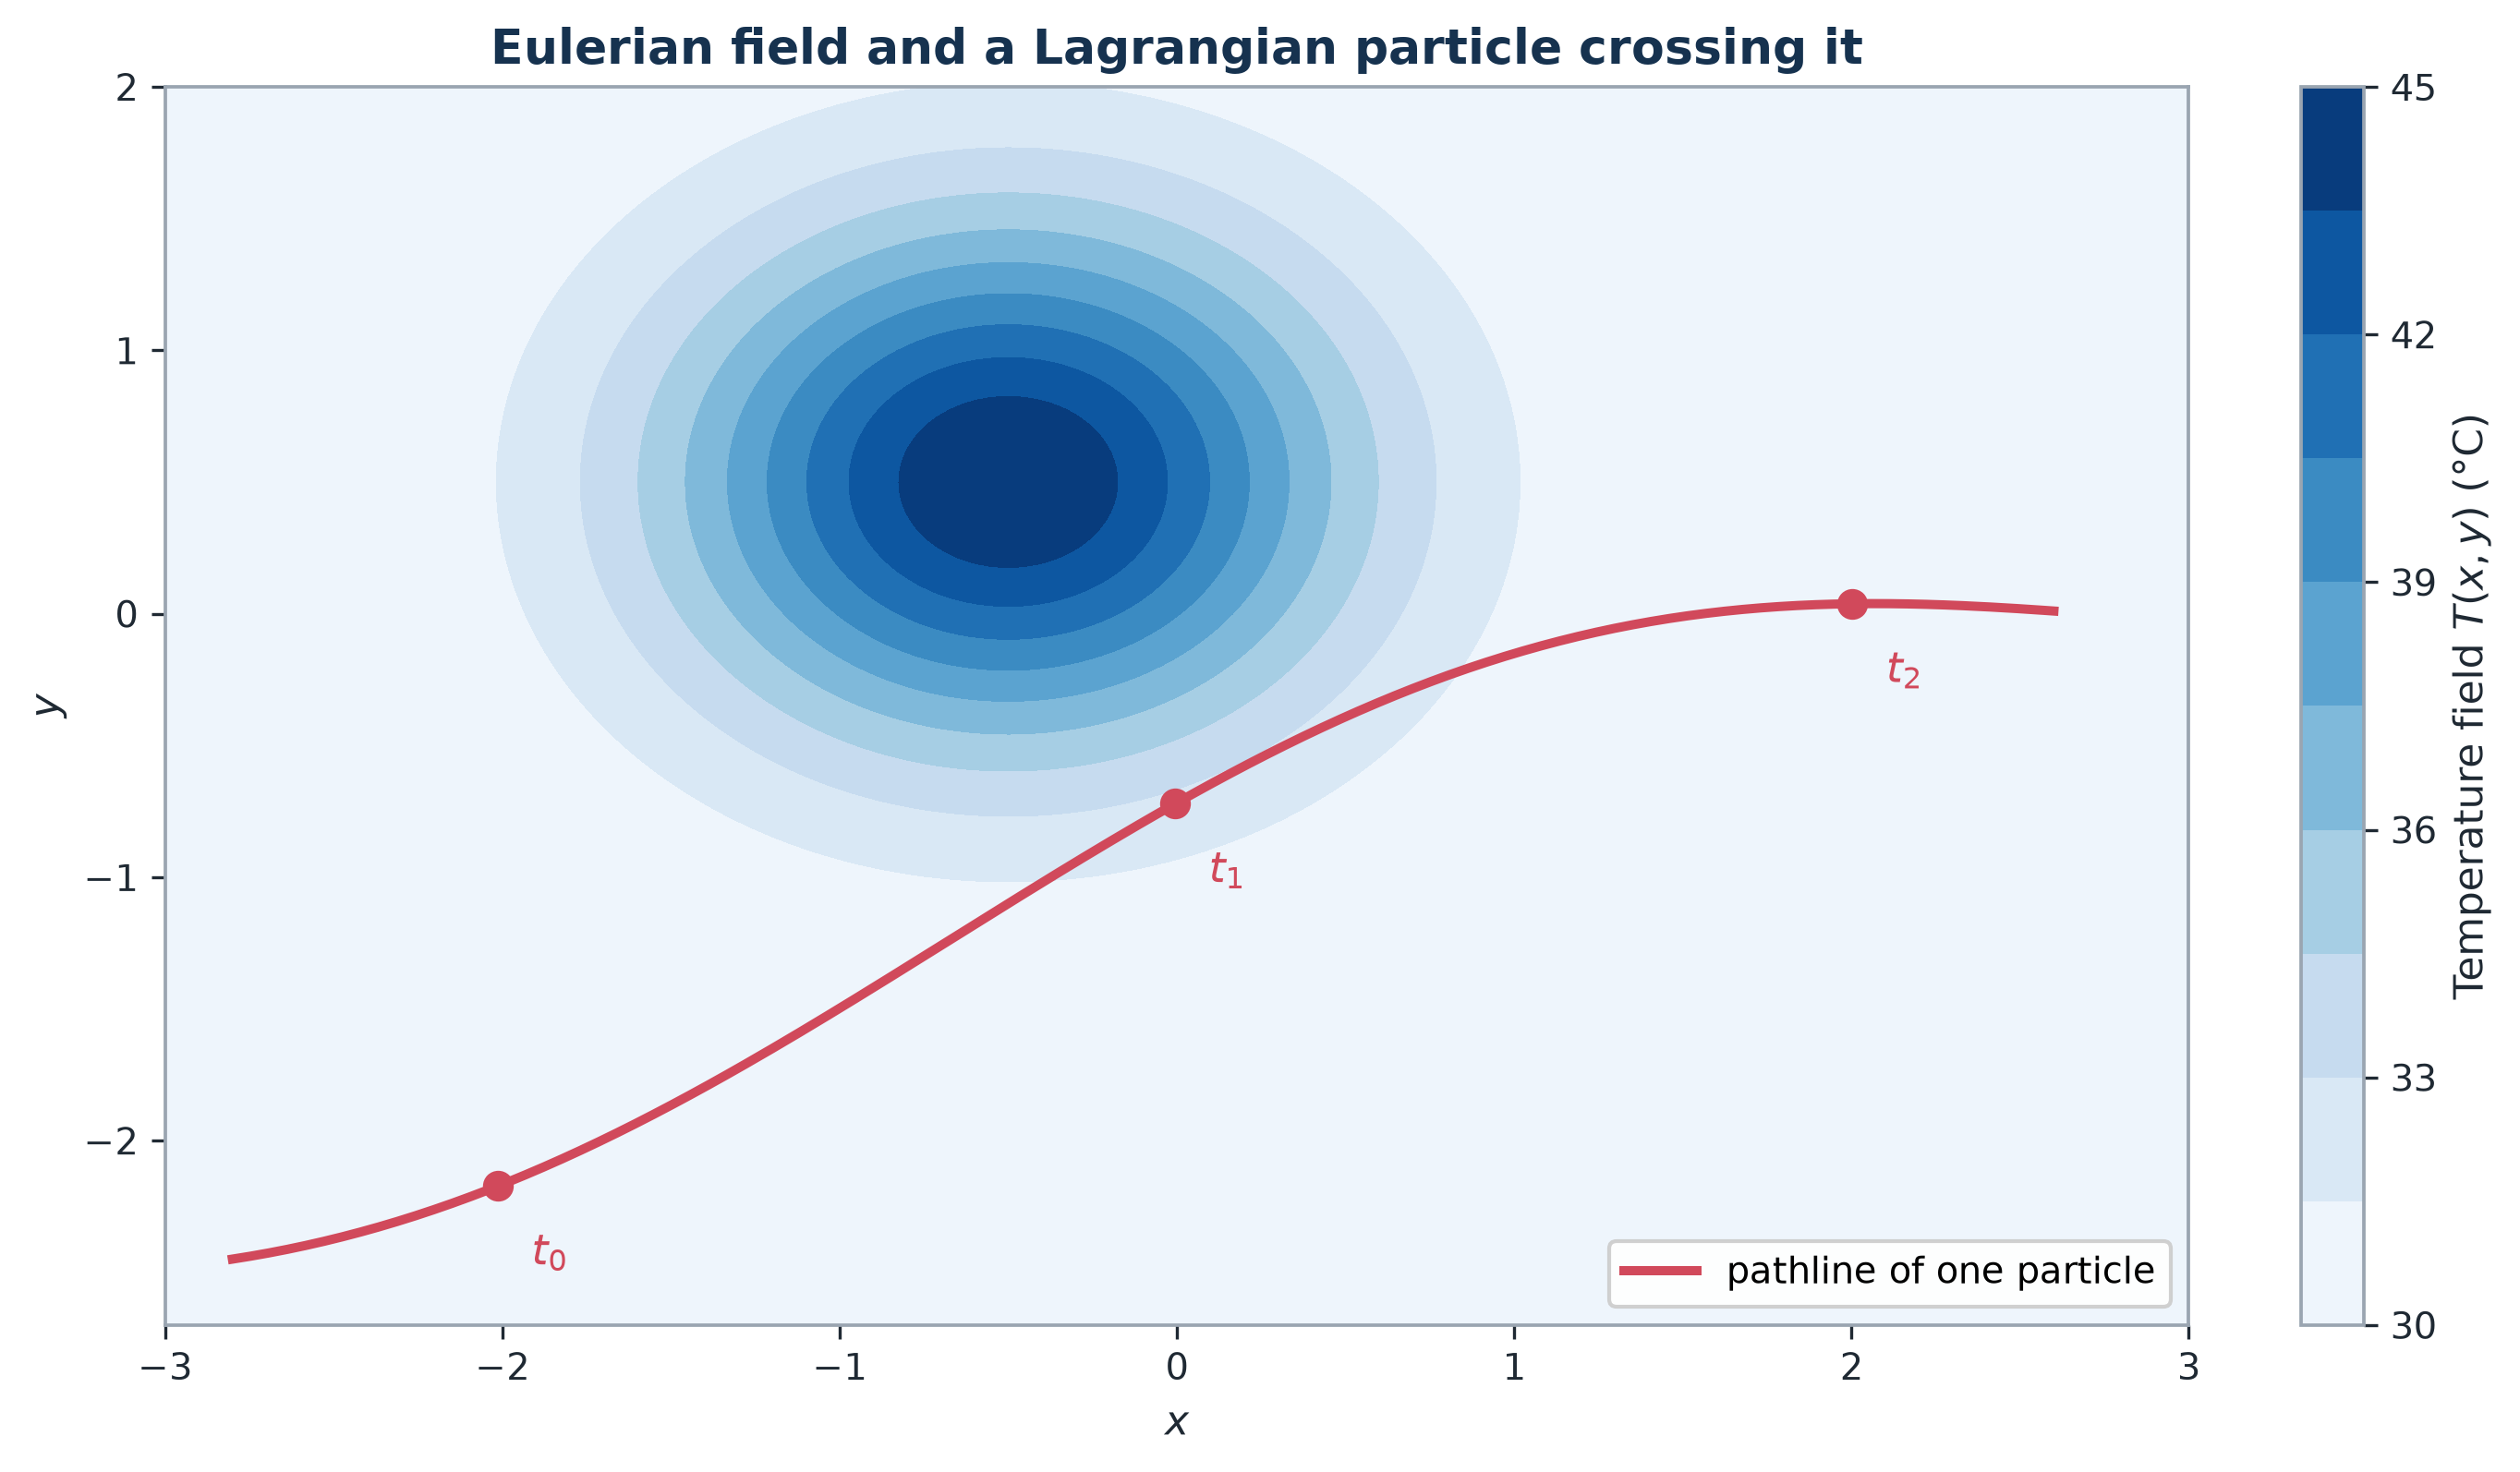 Eulerian field and a Lagrangian particle crossing it
2
1
0
−1
−2
y
−3
−2
−1
0
1
2
3
x
t₀
t₁
t₂
pathline of one particle
45
42
39
36
33
30
Temperature field T(x, y) (°C)